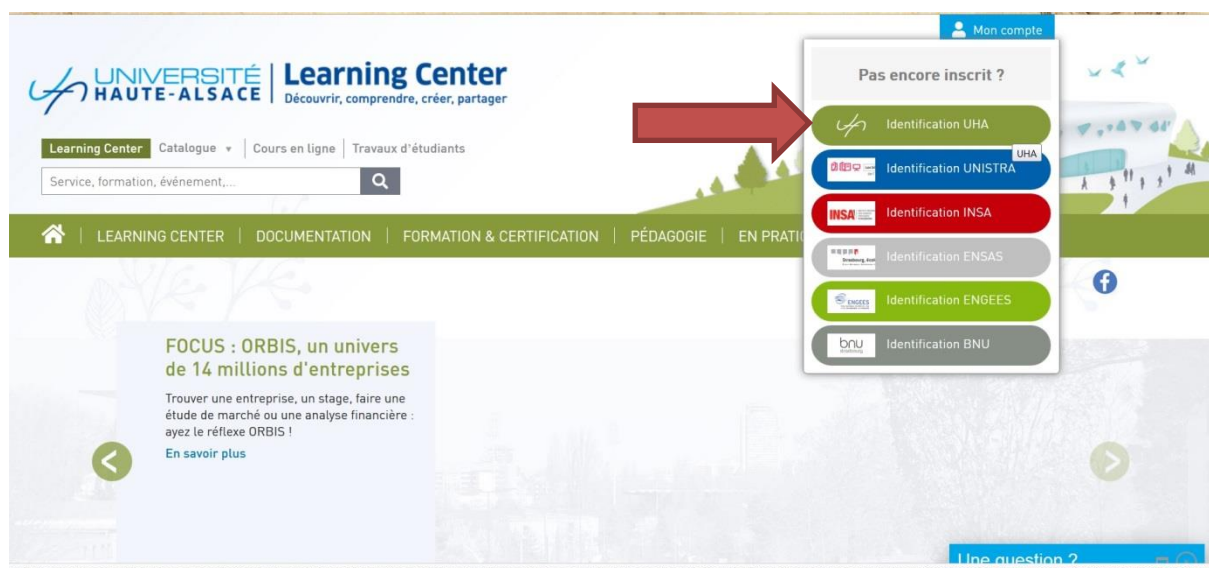 Mon compte
UNIVERSITÉ
HAUTE-ALSACE
Learning Center
Découvrir, comprendre, créer, partager
Pas encore inscrit ?
Identification UHA
UHA
Identification UNISTRA
INSA
Identification INSA
Identification ENSAS
ENGEES
Identification ENGEES
bnu
Identification BNU
Learning Center Catalogue Cours en ligne Travaux d'étudiants
Service, formation, événement,...
LEARNING CENTER DOCUMENTATION FORMATION & CERTIFICATION PÉDAGOGIE EN PRATIQ
FOCUS : ORBIS, un univers
de 14 millions d'entreprises
Trouver une entreprise, un stage, faire une
étude de marché ou une analyse financière :
ayez le réflexe ORBIS !
En savoir plus
Une question ?